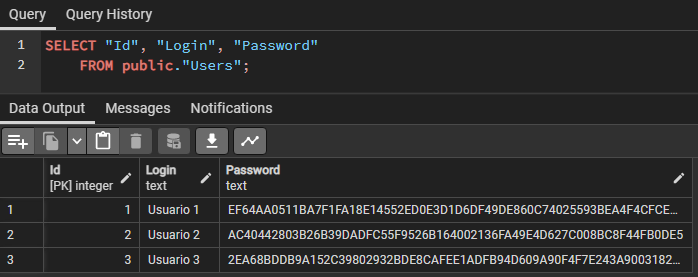 Query Query History
1 SELECT "Id", "Login", "Password"
2 FROM public."Users";
Data Output Messages Notifications
Id Login Password
[PK] integer text text
1 1 Usuario 1 EF64AA0511BA7F1FA18E14552ED0E3D1D6DF49DE860C74025593BEA4F4CFCE...
2 2 Usuario 2 AC40442803B26B39DADFC55F9526B164002136FA49E4D627C008BC8F44FB0DE5
3 3 Usuario 3 2EA68BDDB9A152C39802932BDE8CAFEE1ADFB94D609A90F4F7E243A9003182...